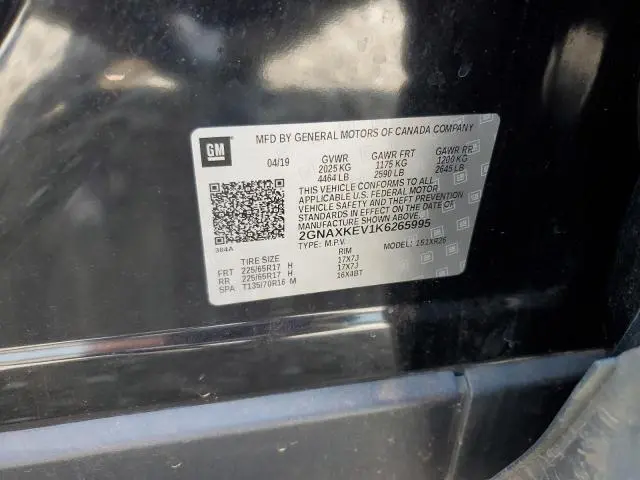 GM
MFD BY GENERAL MOTORS OF CANADA COMPANY
04/19 GVWR GAWR FRT GAWR RR
2025 KG 1175 KG 1200 KG
4464 LB 2590 LB 2645 LB
THIS VEHICLE CONFORMS TO ALL
APPLICABLE U.S. FEDERAL MOTOR
VEHICLE SAFETY AND THEFT PREVENTION
STANDARDS IN EFFECT ON THE DATE OF
MANUFACTURE SHOWN ABOVE.
2GNAXKEV1K6265995
384A
TYPE: M.P.V. MODEL: 1S1XR26
TIRE SIZE RIM
FRT 225/65R17 H 17X7J
RR 225/65R17 H 17X7J
SPA T135/70R16 M 16X4BT